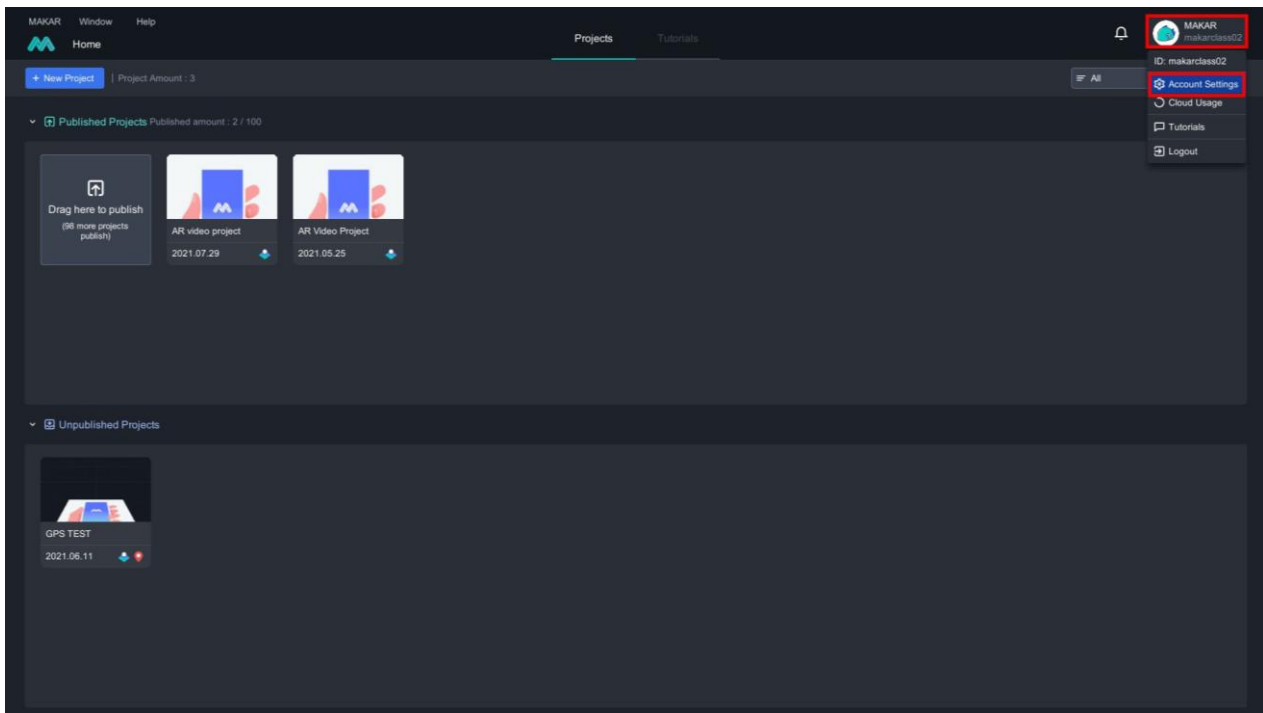 MAKAR Window Help
Home
Projects Tutorials
MAKAR
makarclass02
+ New Project | Project Amount : 3
All
ID: makarclass02
Account Settings
Cloud Usage
Tutorials
Logout
Published Projects Published amount : 2 / 100
Drag here to publish
(98 more projects
publish)
AR video project
2021.07.29
AR Video Project
2021.05.25
Unpublished Projects
GPS TEST
2021.06.11